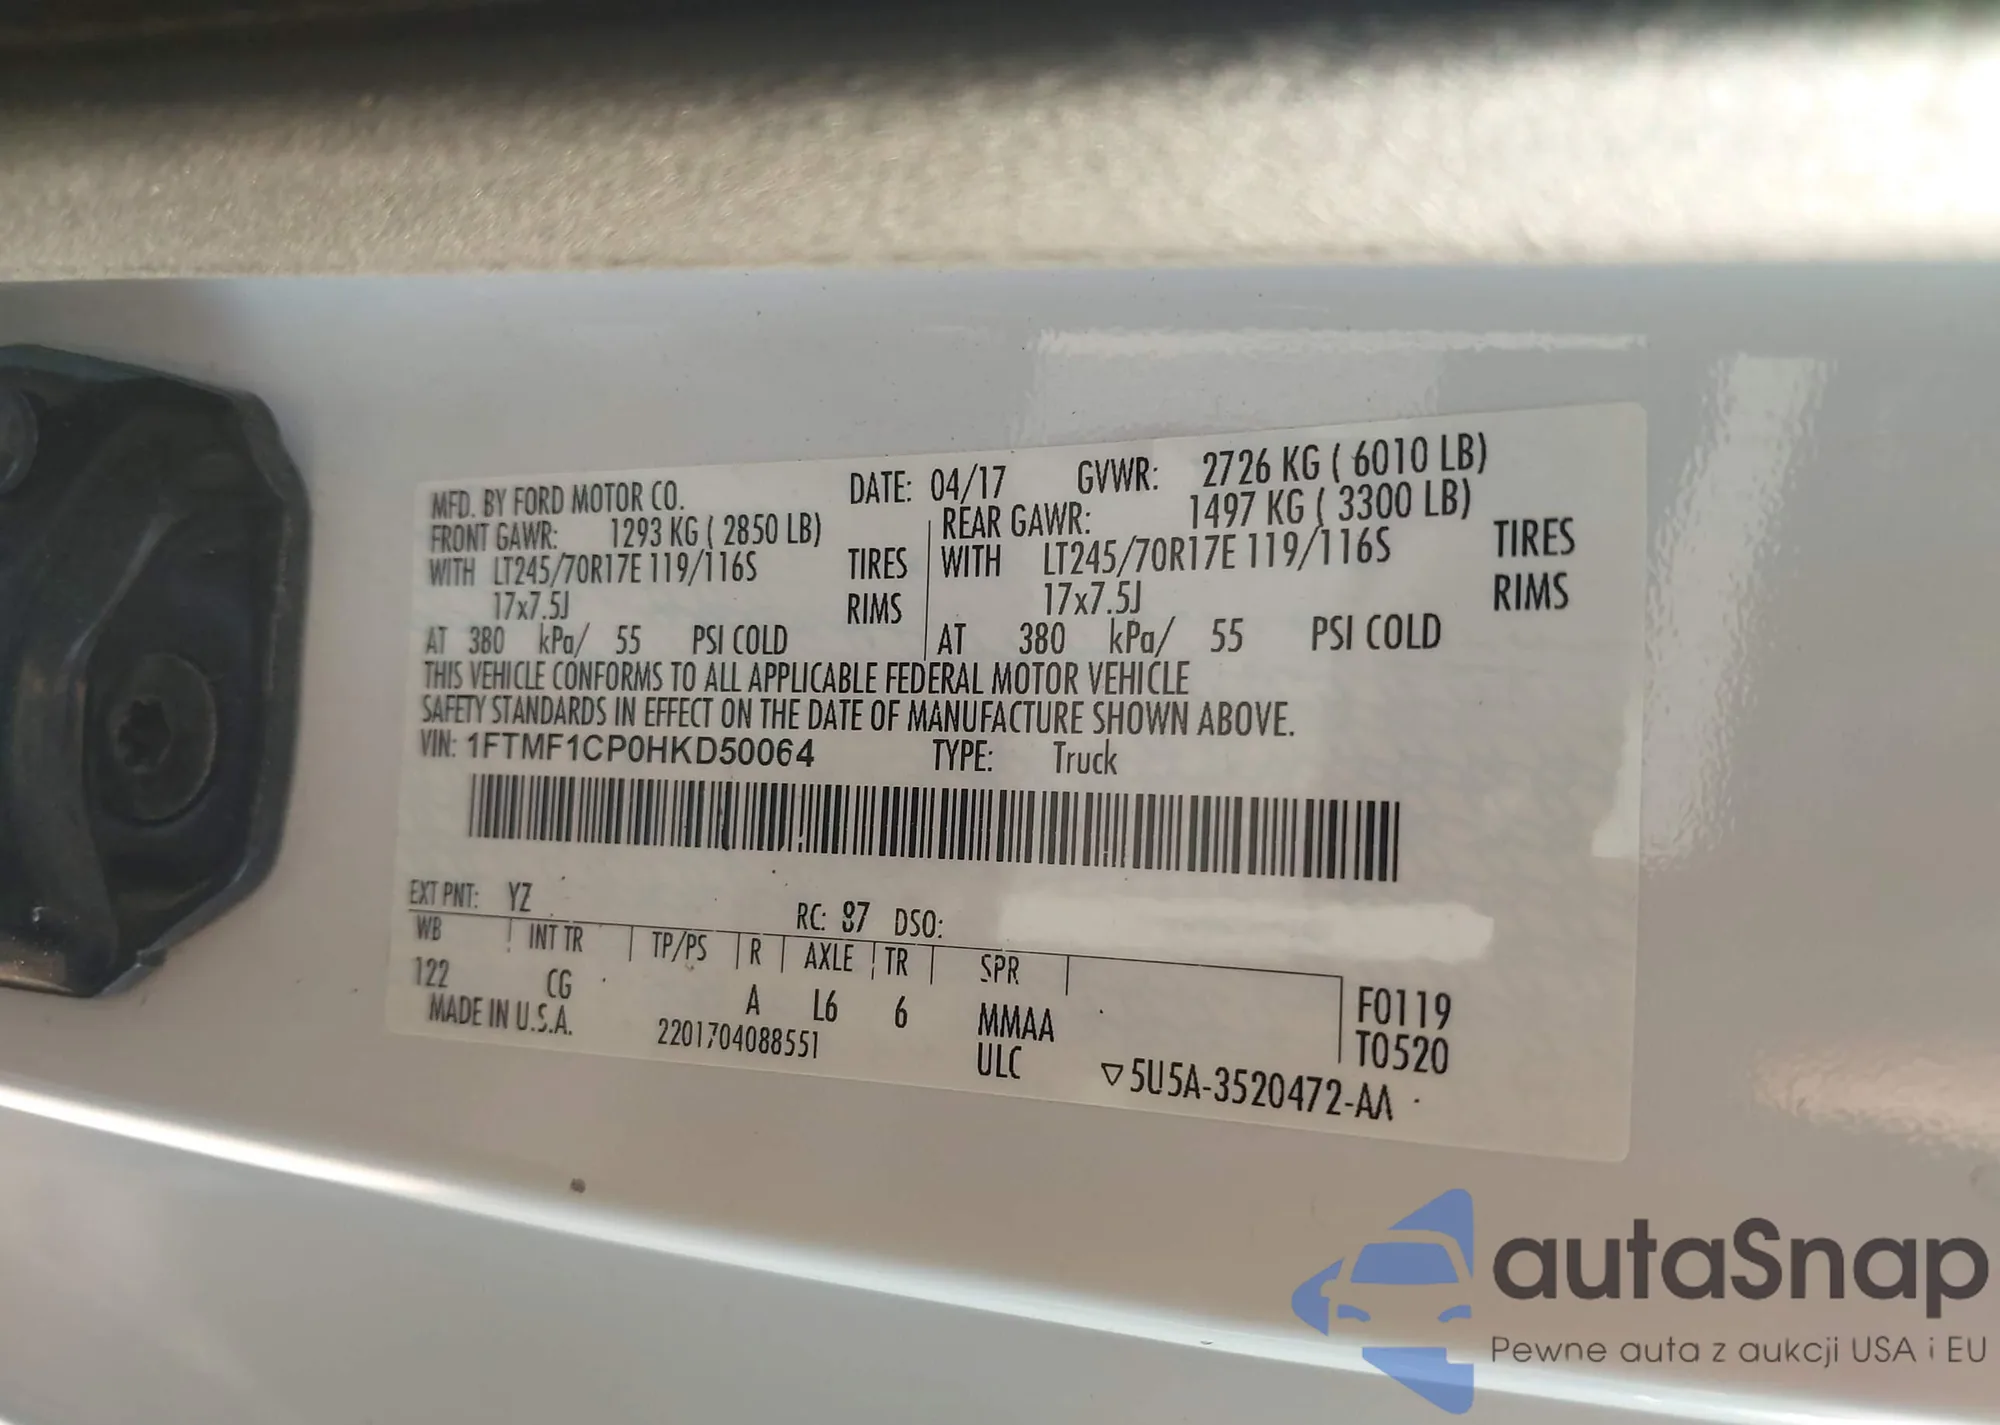 MFD. BY FORD MOTOR CO. DATE: 04/17 GVWR: 2726 KG ( 6010 LB)
FRONT GAWR: 1293 KG ( 2850 LB) REAR GAWR: 1497 KG ( 3300 LB)
WITH LT245/70R17E 119/116S TIRES WITH LT245/70R17E 119/116S TIRES
17x7.5J RIMS 17x7.5J RIMS
AT 380 kPa/ 55 PSI COLD AT 380 kPa/ 55 PSI COLD
THIS VEHICLE CONFORMS TO ALL APPLICABLE FEDERAL MOTOR VEHICLE
SAFETY STANDARDS IN EFFECT ON THE DATE OF MANUFACTURE SHOWN ABOVE.
VIN: 1FTMF1CP0HKD50064 TYPE: Truck
EXT PNT: YZ RC: 87 DSO:
WB INT TR TP/PS R AXLE TR SPR
122 CG A L6 6 MMAA F0119
MADE IN U.S.A. 2201704088551 ULC T0520
▽5U5A-3520472-AA
autaSnap
Pewne auta z aukcji USA i EU